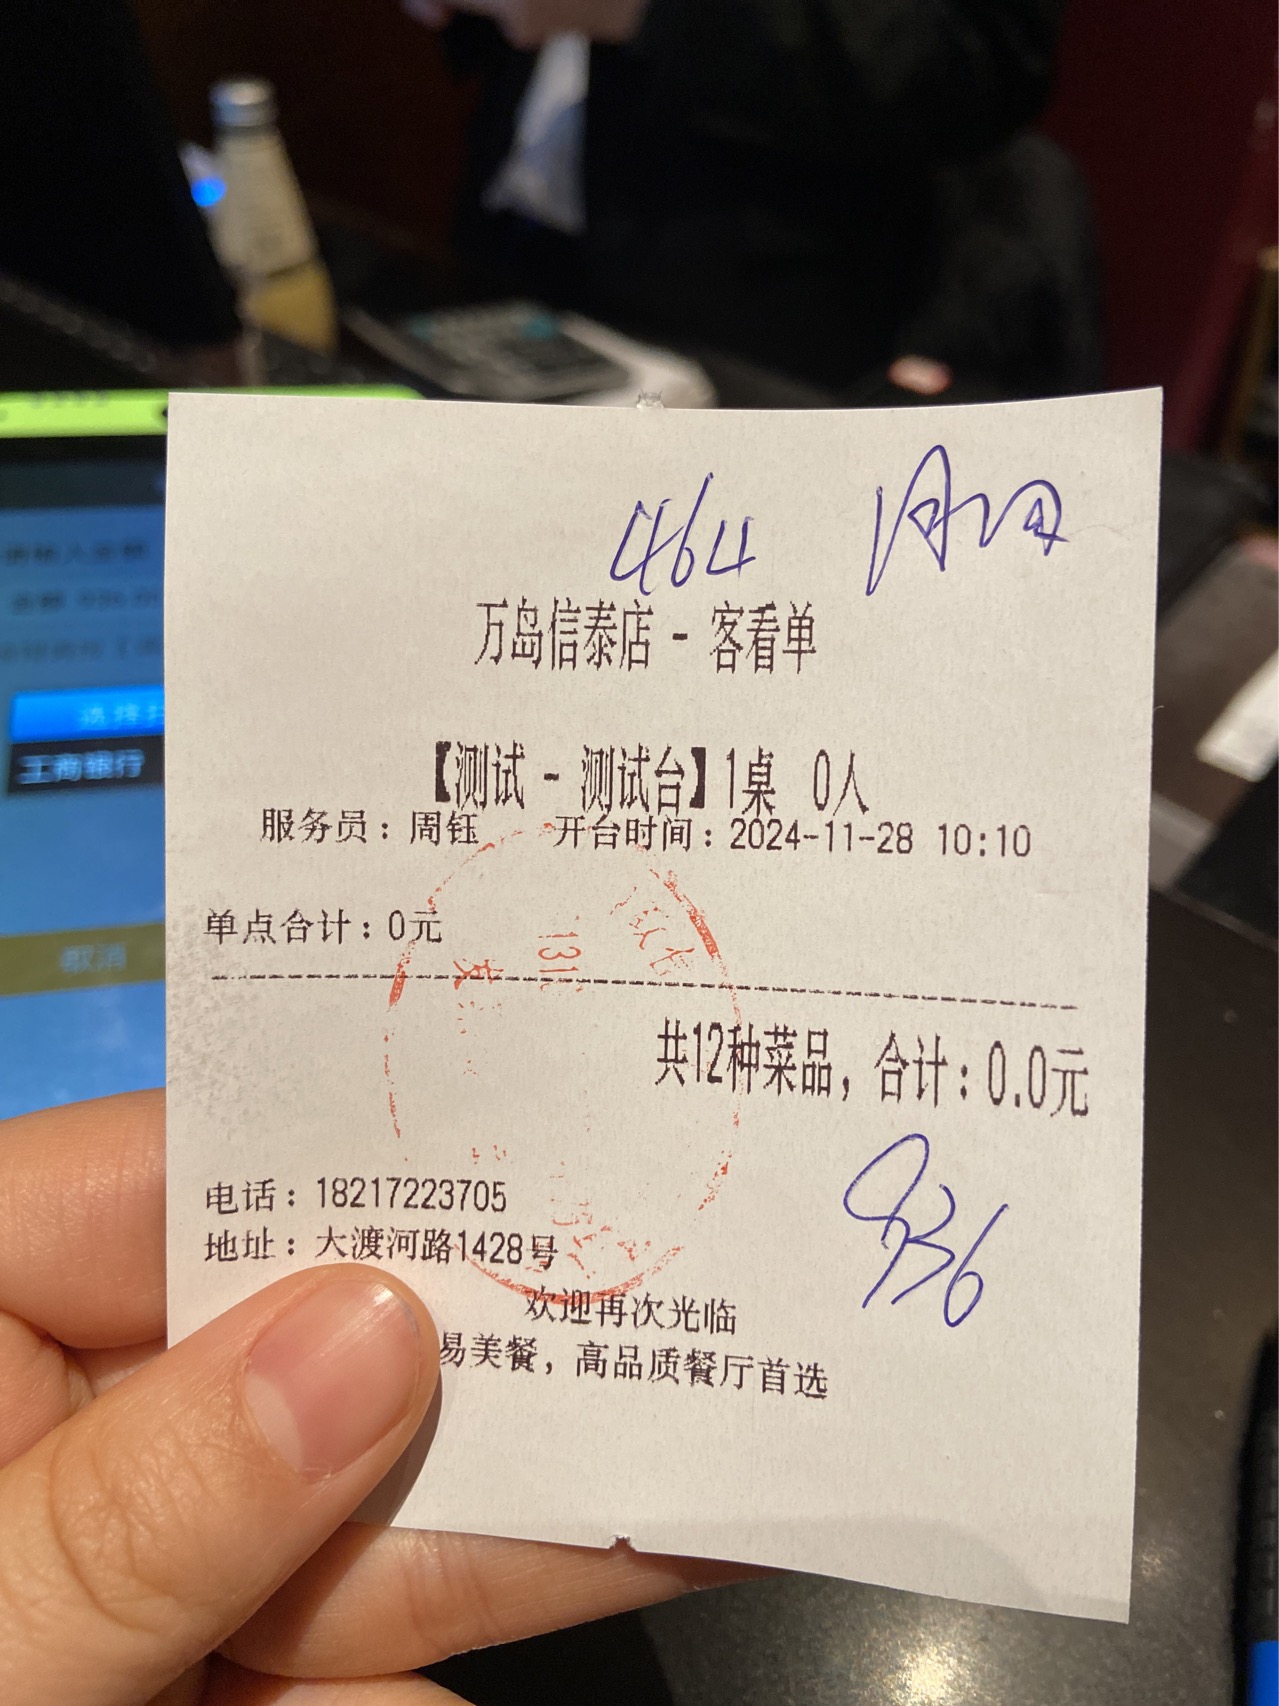 464
万岛信泰店 - 客看单
【测试 - 测试台】1桌 0人
服务员：周钰 开台时间：2024-11-28 10:10
单点合计：0元
共12种菜品，合计：0.0元
936
电话：18217223705
地址：大渡河路1428号
欢迎再次光临
易美餐，高品质餐厅首选
工商银行
取消